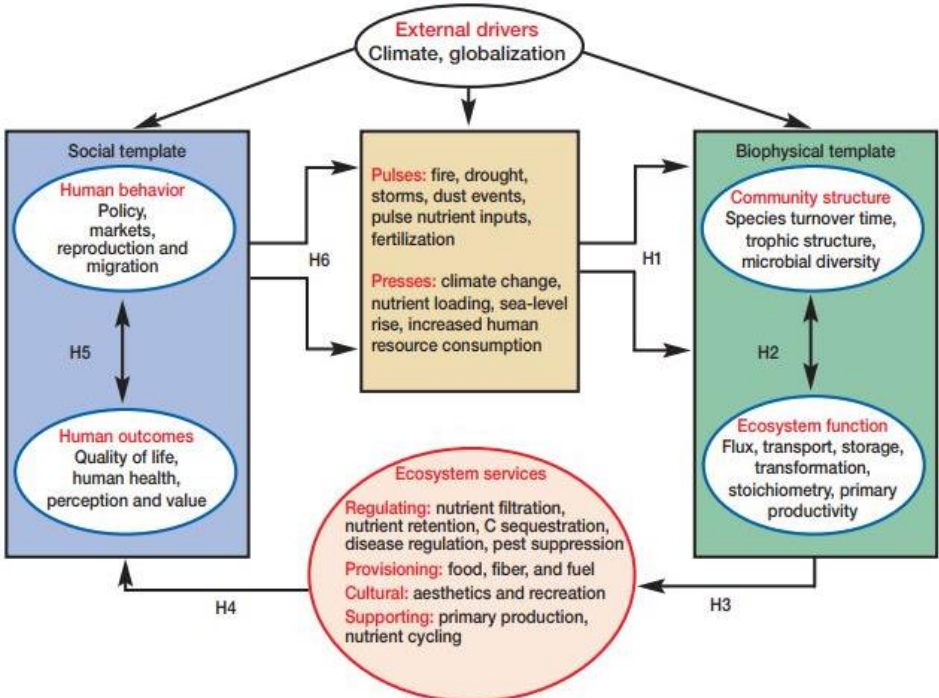 External drivers
Climate, globalization
Social template
Human behavior
Policy,
markets,
reproduction and
migration
H5
Human outcomes
Quality of life,
human health,
perception and value
H6
Pulses: fire, drought,
storms, dust events,
pulse nutrient inputs,
fertilization
Presses: climate change,
nutrient loading, sea-level
rise, increased human
resource consumption
H1
Biophysical template
Community structure
Species turnover time,
trophic structure,
microbial diversity
H2
Ecosystem function
Flux, transport, storage,
transformation,
stoichiometry, primary
productivity
Ecosystem services
Regulating: nutrient filtration,
nutrient retention, C sequestration,
disease regulation, pest suppression
Provisioning: food, fiber, and fuel
Cultural: aesthetics and recreation
Supporting: primary production,
nutrient cycling
H4
H3